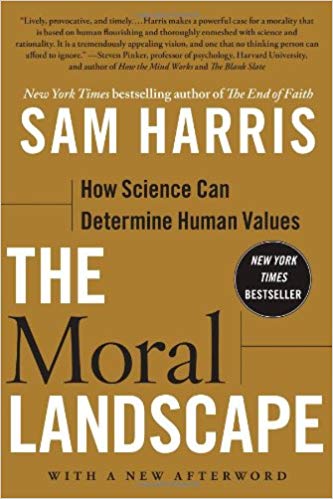 "Lively, provocative, and timely. . . .Harris makes a powerful case for a morality that
is based on human flourishing and thoroughly enmeshed with science and
rationality. It is a tremendously appealing vision, and one that no thinking person can
afford to ignore."—Steven Pinker, professor of psychology, Harvard University,
and author of How the Mind Works and The Blank Slate
New York Times bestselling author of The End of Faith
SAM HARRIS
How Science Can
Determine Human Values
THE
Moral
LANDSCAPE
NEW YORK
TIMES
BESTSELLER
WITH A NEW AFTERWORD